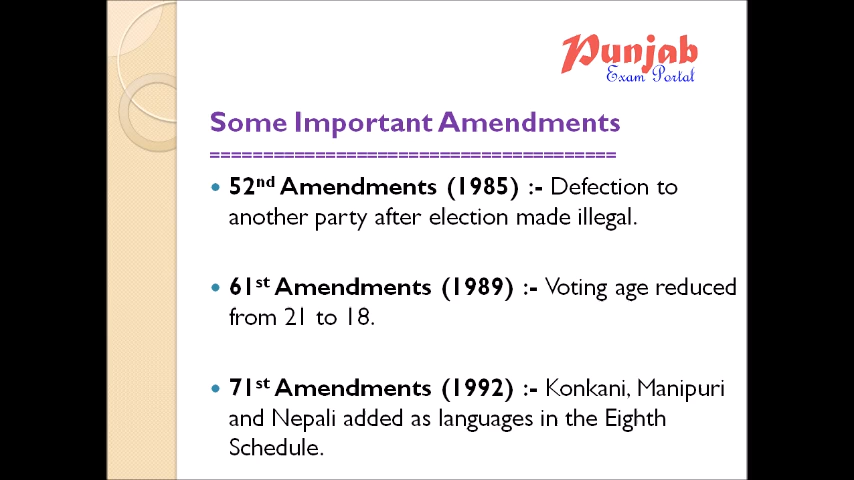 Punjab
Exam Portal
Some Important Amendments
======================================
• 52nd Amendments (1985) :- Defection to
another party after election made illegal.
• 61st Amendments (1989) :- Voting age reduced
from 21 to 18.
• 71st Amendments (1992) :- Konkani, Manipuri
and Nepali added as languages in the Eighth
Schedule.